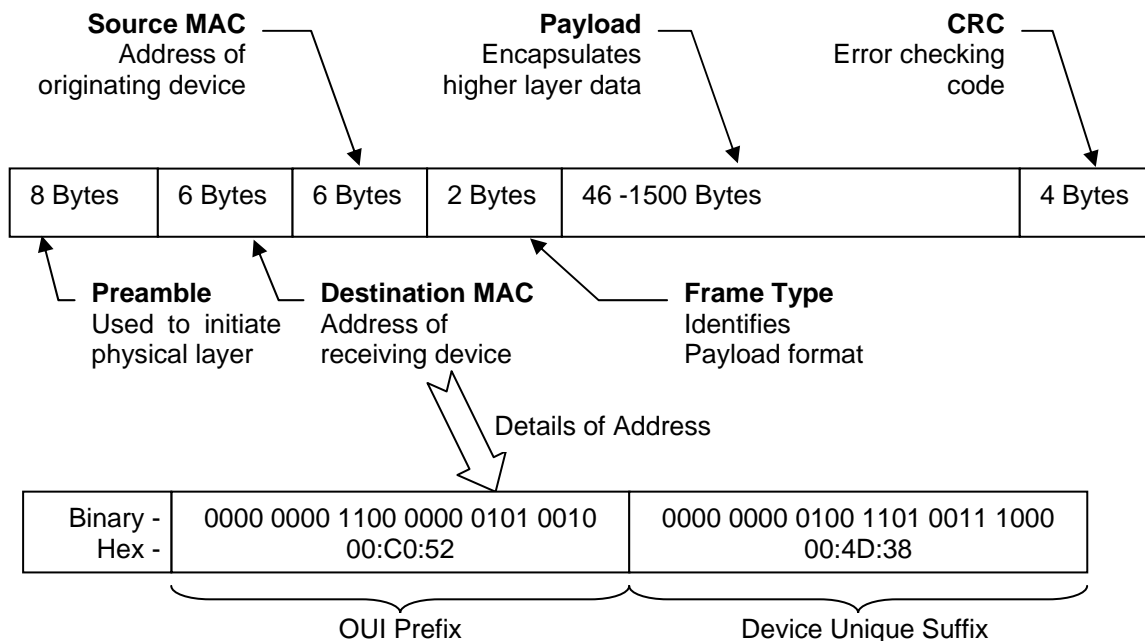 Source MAC
Address of
originating device
Payload
Encapsulates
higher layer data
CRC
Error checking
code
8 Bytes
6 Bytes
6 Bytes
2 Bytes
46 -1500 Bytes
4 Bytes
Preamble
Used to initiate
physical layer
Destination MAC
Address of
receiving device
Frame Type
Identifies
Payload format
Details of Address
Binary - 0000 0000 1100 0000 0101 0010 0000 0000 0100 1101 0011 1000
Hex - 00:C0:52 00:4D:38
OUI Prefix
Device Unique Suffix